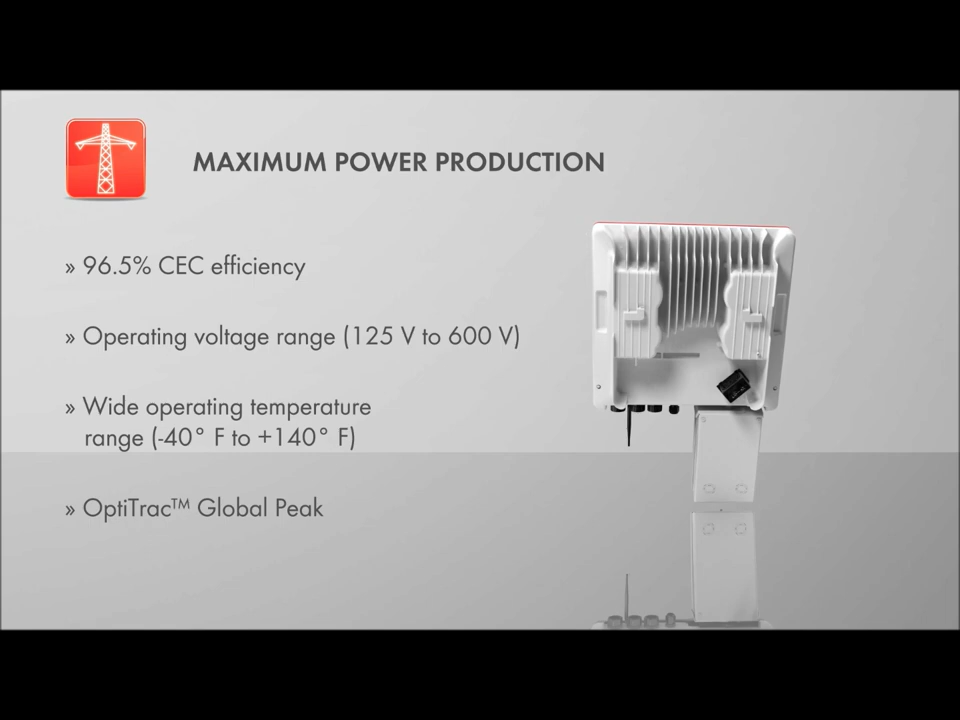 MAXIMUM POWER PRODUCTION
» 96.5% CEC efficiency
» Operating voltage range (125 V to 600 V)
» Wide operating temperature
range (-40° F to +140° F)
» OptiTrac™ Global Peak